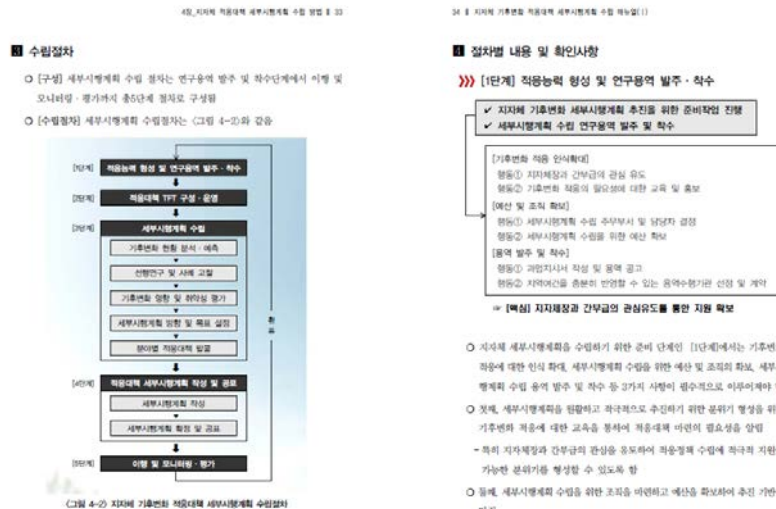 4장_지자체 적용대책 세부시행계획 수립 방법 ∥ 33
3 수립절차
○ [구성] 세부시행계획 수립 절차는 연구용역 발주 및 착수단계에서 이행 및
모니터링·평가까지 총5단계 절차로 구성됨
○ [수립절차] 세부시행계획 수립절차는 <그림 4-2>와 같음
[1단계] 적응능력 형성 및 연구용역 발주·착수
[2단계] 적응대책 TFT 구성·운영
[3단계] 세부시행계획 수립
기후변화 현황 분석·예측
선행연구 및 사례 고찰
기후변화 영향 및 취약성 평가
세부시행계획 방향 및 목표 설정
분야별 적응대책 발굴
환
류
[4단계] 적응대책 세부시행계획 작성 및 공표
세부시행계획 작성
세부시행계획 확정 및 공표
[5단계] 이행 및 모니터링·평가
<그림 4-2> 지자체 기후변화 적응대책 세부시행계획 수립절차
34 ∥ 지자체 기후변화 적응대책 세부시행계획 수립 매뉴얼(Ⅰ)
4 절차별 내용 및 확인사항
》》 [1단계] 적응능력 형성 및 연구용역 발주·착수
✔ 지자체 기후변화 세부시행계획 추진을 위한 준비작업 진행
✔ 세부시행계획 수립 연구용역 발주 및 착수
[기후변화 적응 인식확대]
행동① 지자체장과 간부급의 관심 유도
행동② 기후변화 적응의 필요성에 대한 교육 및 홍보
[예산 및 조직 확보]
행동① 세부시행계획 수립 주무부서 및 담당자 결정
행동② 세부시행계획 수립을 위한 예산 확보
[용역 발주 및 착수]
행동① 과업지시서 작성 및 용역 공고
행동② 지역여건을 충분히 반영할 수 있는 용역수행기관 선정 및 계약
☞ [핵심] 지자체장과 간부급의 관심유도를 통한 지원 확보
○ 지자체 세부시행계획을 수립하기 위한 준비 단계인 [1단계]에서는 기후변
적응에 대한 인식 확대, 세부시행계획 수립을 위한 예산 및 조직의 확보, 세부
행계획 수립 용역 발주 및 착수 등 3가지 사항이 필수적으로 이루어져야
○ 첫째, 세부시행계획을 원활하고 적극적으로 추진하기 위한 분위기 형성을 위
기후변화 적응에 대한 교육을 통하여 적응대책 마련의 필요성을 알림
- 특히 지자체장과 간부급의 관심을 유도하여 적응정책 수립에 적극적 지원
가능한 분위기를 형성할 수 있도록 함
○ 둘째, 세부시행계획 수립을 위한 조직을 마련하고 예산을 확보하여 추진 기반